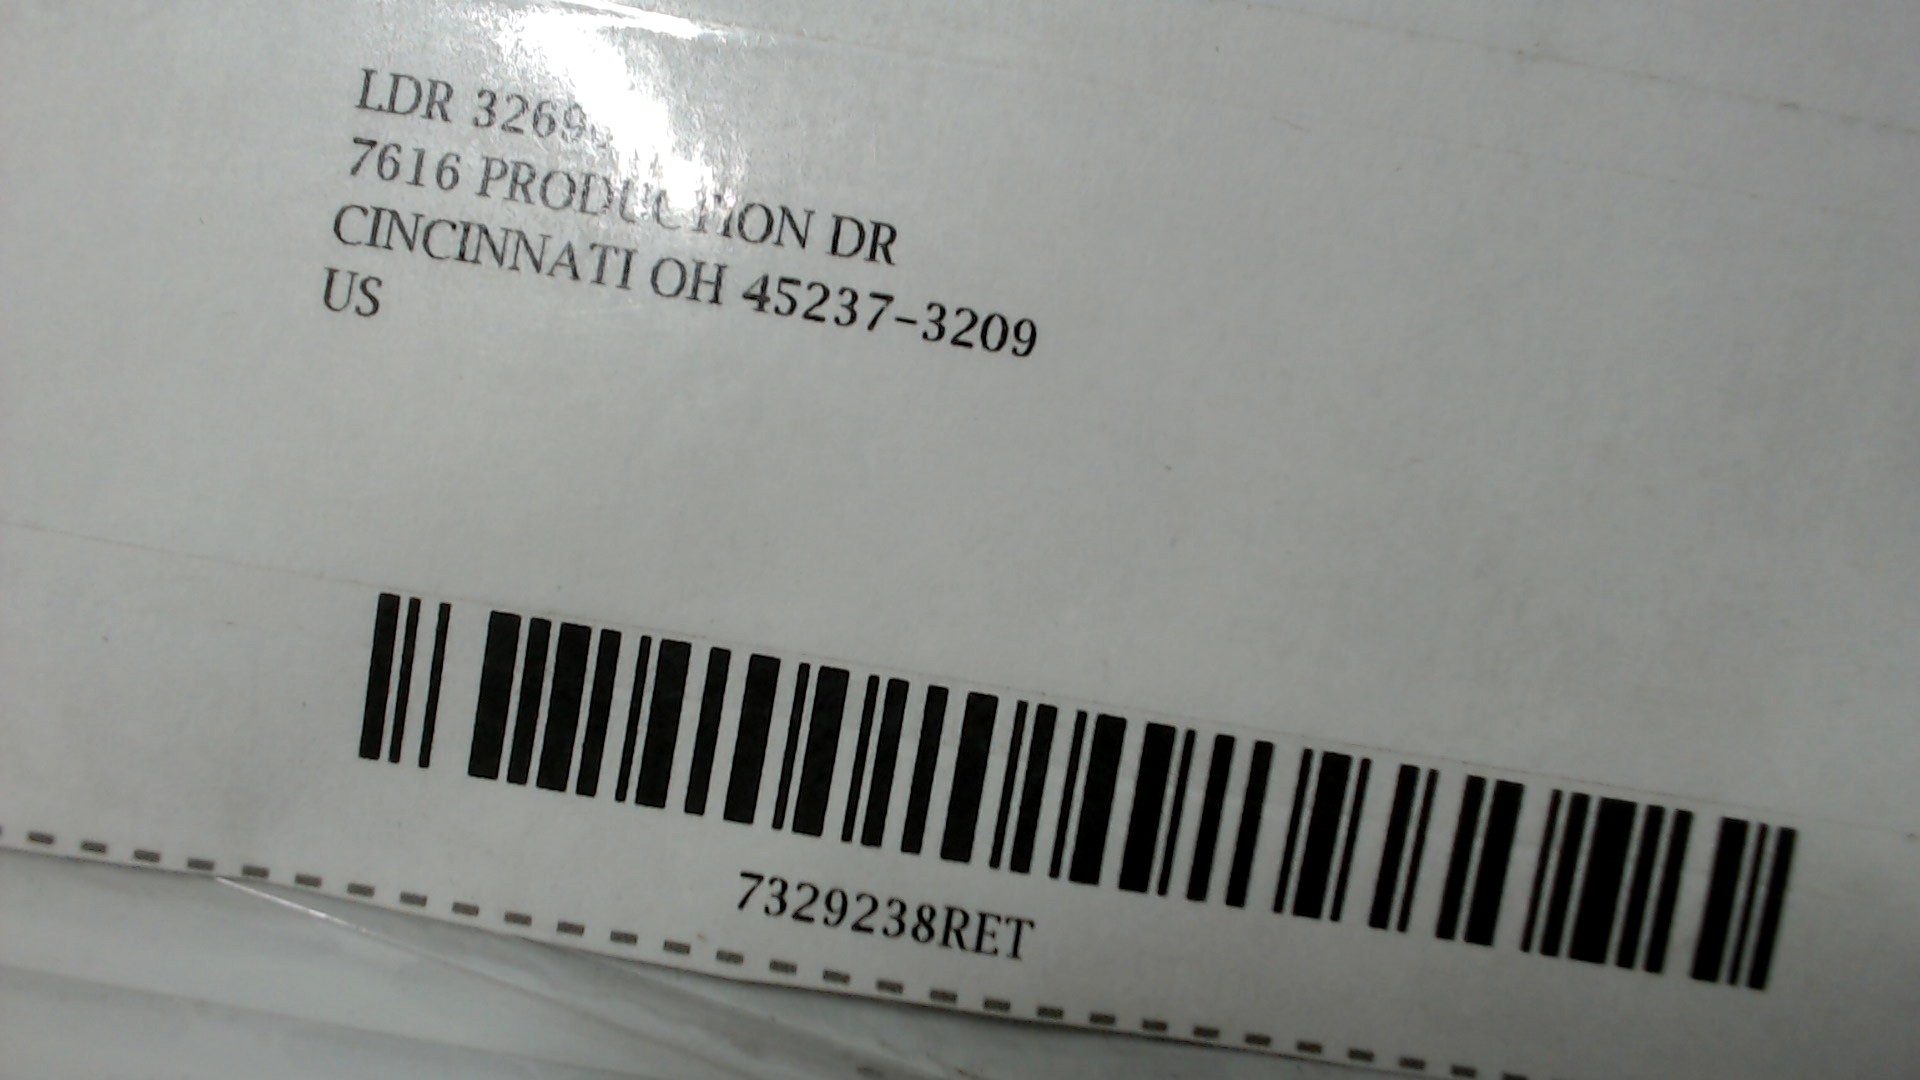 LDR
7616 PRODUCTION DR
CINCINNATI OH 45237-3209
US
7329238RET